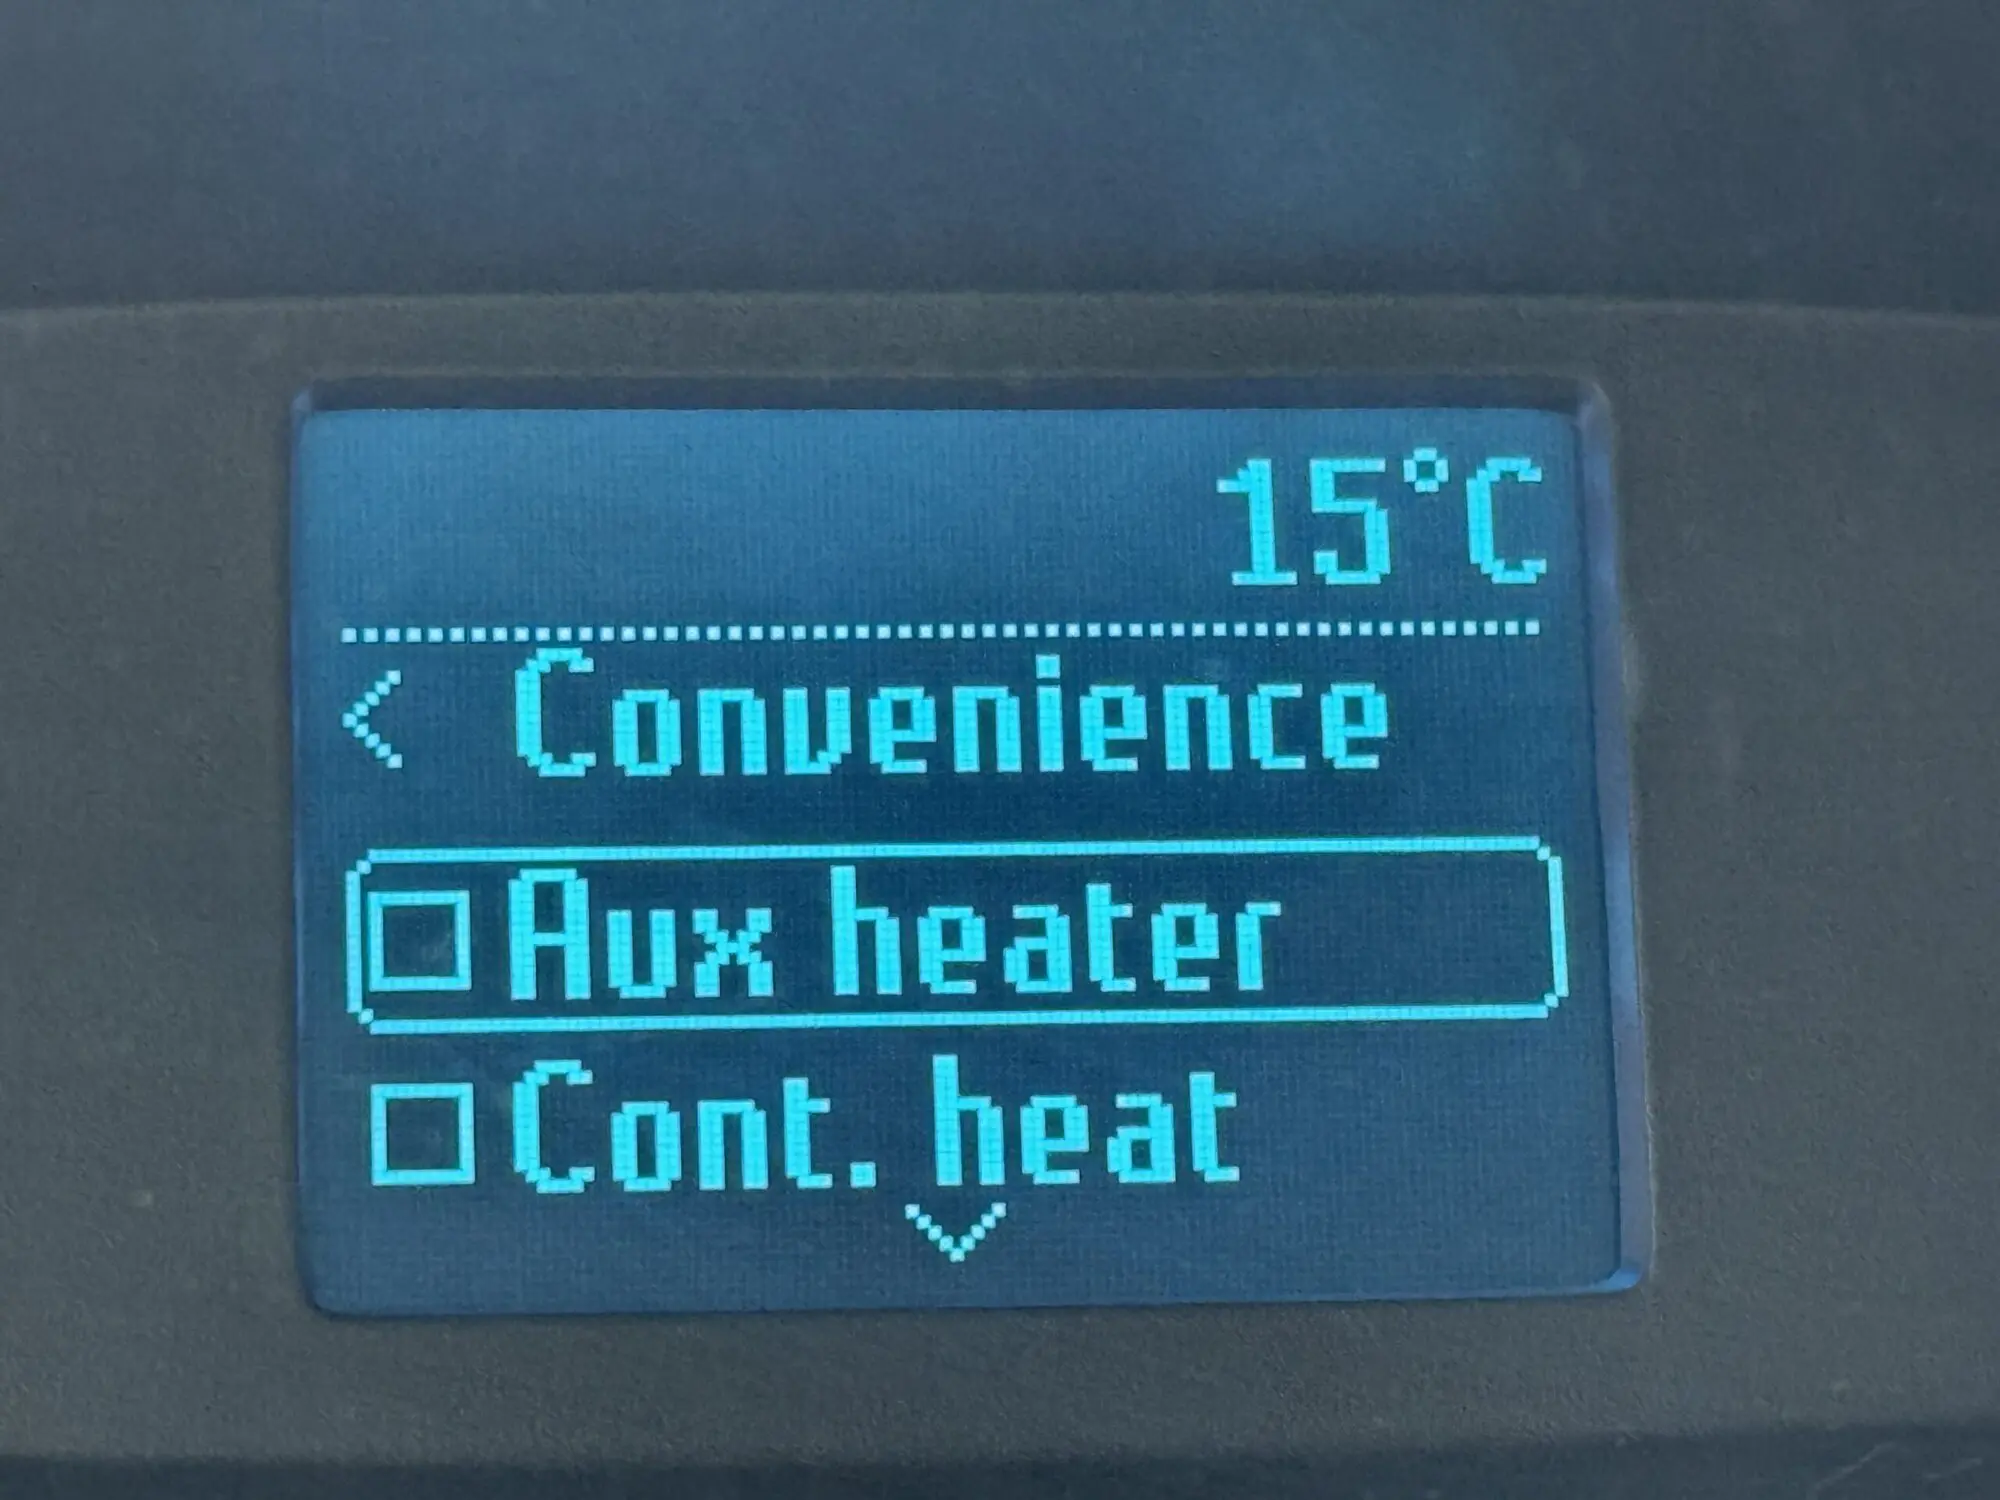 15°C
< Convenience
Aux heater
Cont. heat